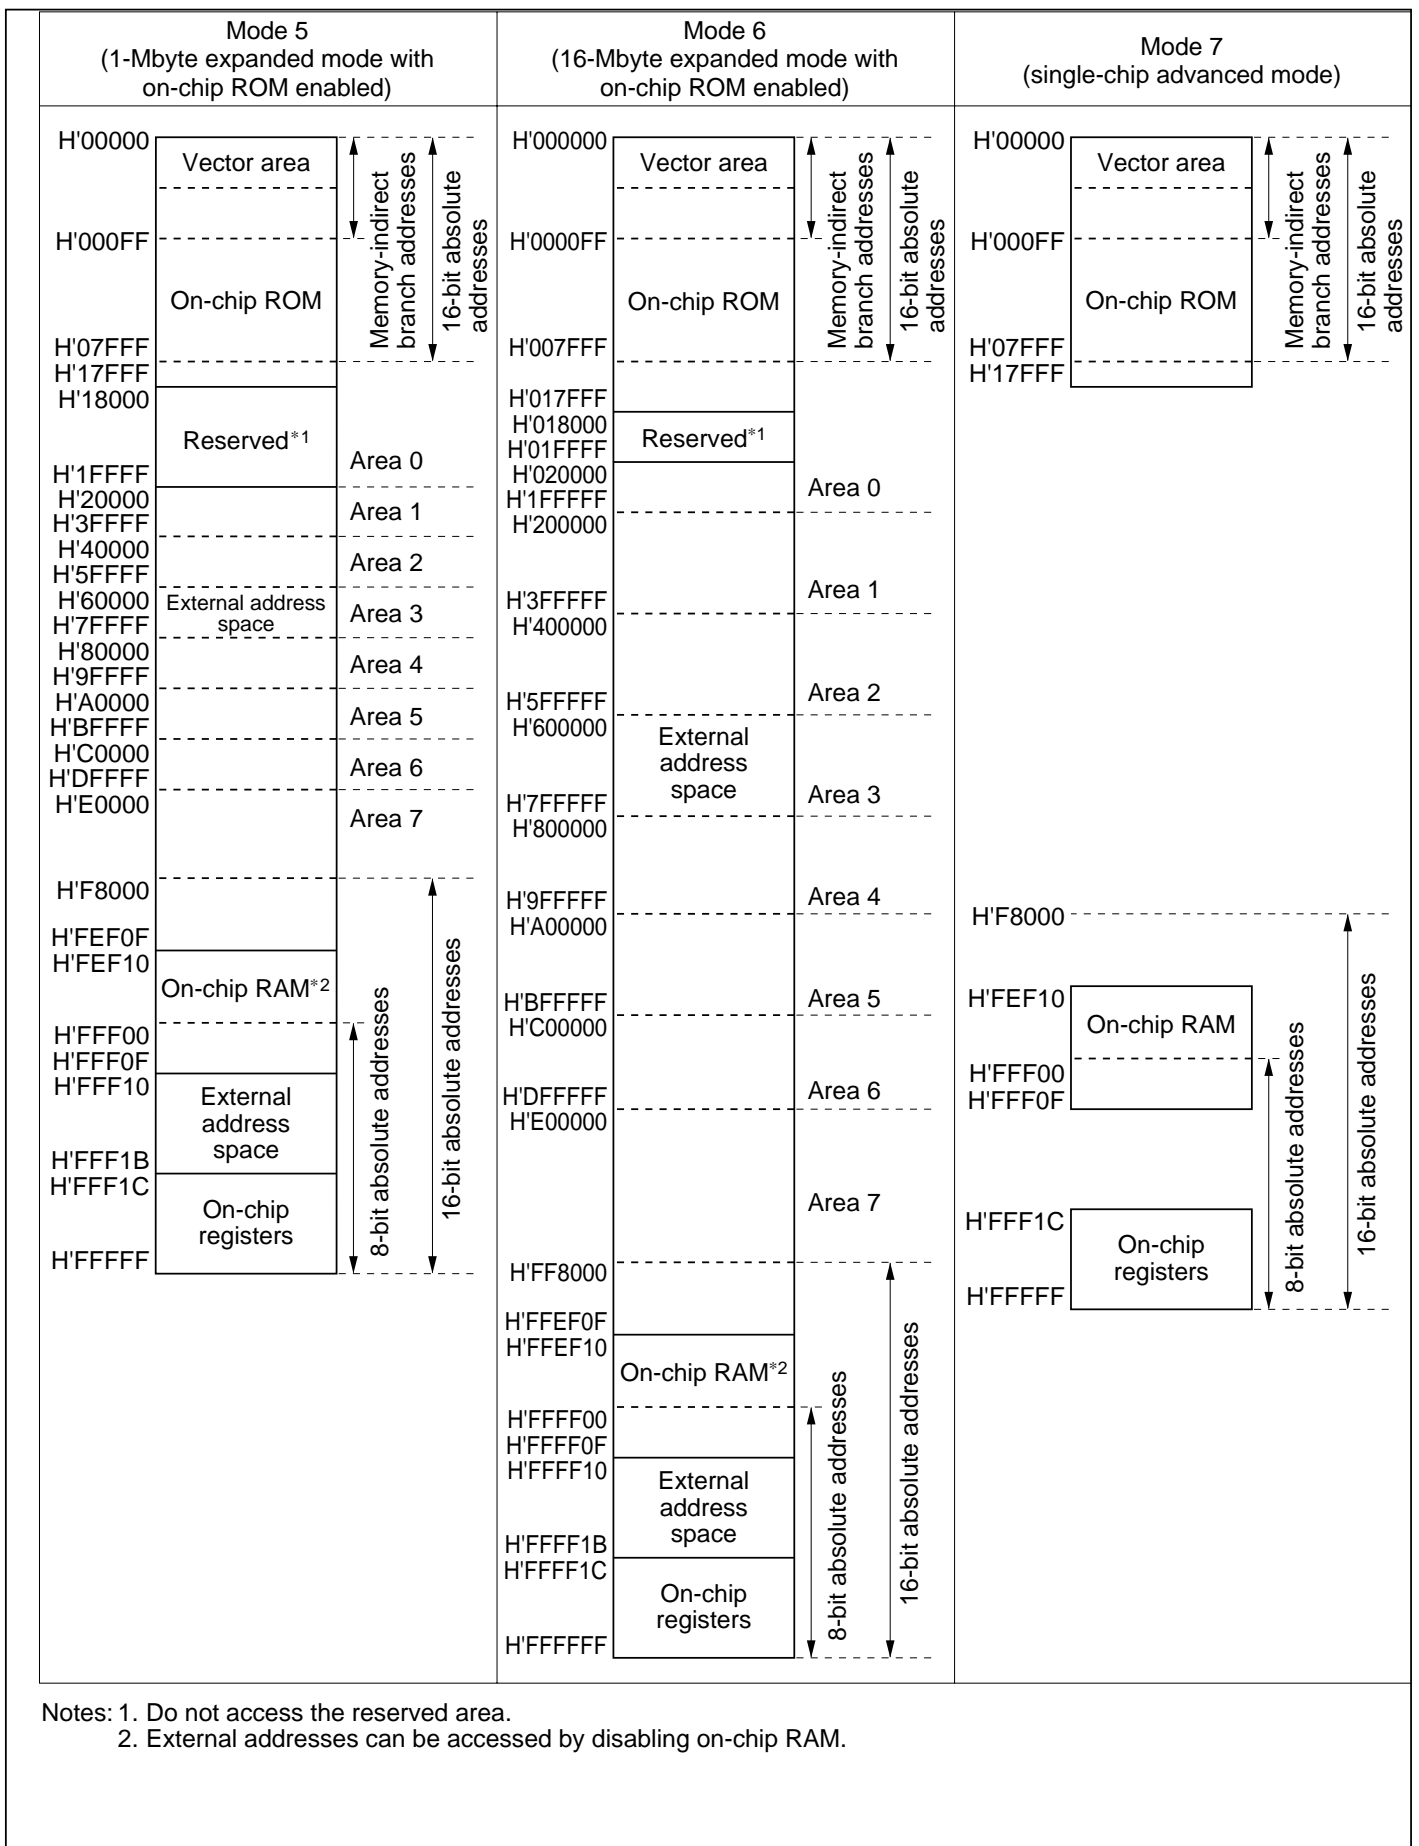 Mode 5
(1-Mbyte expanded mode with
on-chip ROM enabled)
H'00000
Vector area
H'000FF
On-chip ROM
H'07FFF
H'17FFF
H'18000
Reserved*1
H'1FFFF
H'20000
H'3FFFF
H'40000
H'5FFFF
H'60000
External address
space
H'7FFFF
H'80000
H'9FFFF
H'A0000
H'BFFFF
H'C0000
H'DFFFF
H'E0000
H'F8000
H'FEF0F
H'FEF10
On-chip RAM*2
H'FFF00
H'FFF0F
H'FFF10
External
address
space
H'FFF1B
H'FFF1C
On-chip
registers
H'FFFFF
Memory-indirect
branch addresses
16-bit absolute
addresses
Area 0
Area 1
Area 2
Area 3
Area 4
Area 5
Area 6
Area 7
8-bit absolute addresses
16-bit absolute addresses
Mode 6
(16-Mbyte expanded mode with
on-chip ROM enabled)
H'000000
Vector area
H'0000FF
On-chip ROM
H'007FFF
H'017FFF
H'018000
Reserved*1
H'01FFFF
H'020000
H'1FFFFF
H'200000
H'3FFFFF
H'400000
H'5FFFFF
H'600000
External
address
space
H'7FFFFF
H'800000
H'9FFFFF
H'A00000
H'BFFFFF
H'C00000
H'DFFFFF
H'E00000
H'FF8000
H'FFEF0F
H'FFEF10
On-chip RAM*2
H'FFFF00
H'FFFF0F
H'FFFF10
External
address
space
H'FFFF1B
H'FFFF1C
On-chip
registers
H'FFFFFF
Memory-indirect
branch addresses
16-bit absolute
addresses
Area 0
Area 1
Area 2
Area 3
Area 4
Area 5
Area 6
Area 7
8-bit absolute addresses
16-bit absolute addresses
Mode 7
(single-chip advanced mode)
H'00000
Vector area
H'000FF
On-chip ROM
H'07FFF
H'17FFF
Memory-indirect
branch addresses
16-bit absolute
addresses
H'F8000
H'FEF10
On-chip RAM
H'FFF00
H'FFF0F
H'FFF1C
On-chip
registers
H'FFFFF
8-bit absolute addresses
16-bit absolute addresses
Notes: 1. Do not access the reserved area.
2. External addresses can be accessed by disabling on-chip RAM.